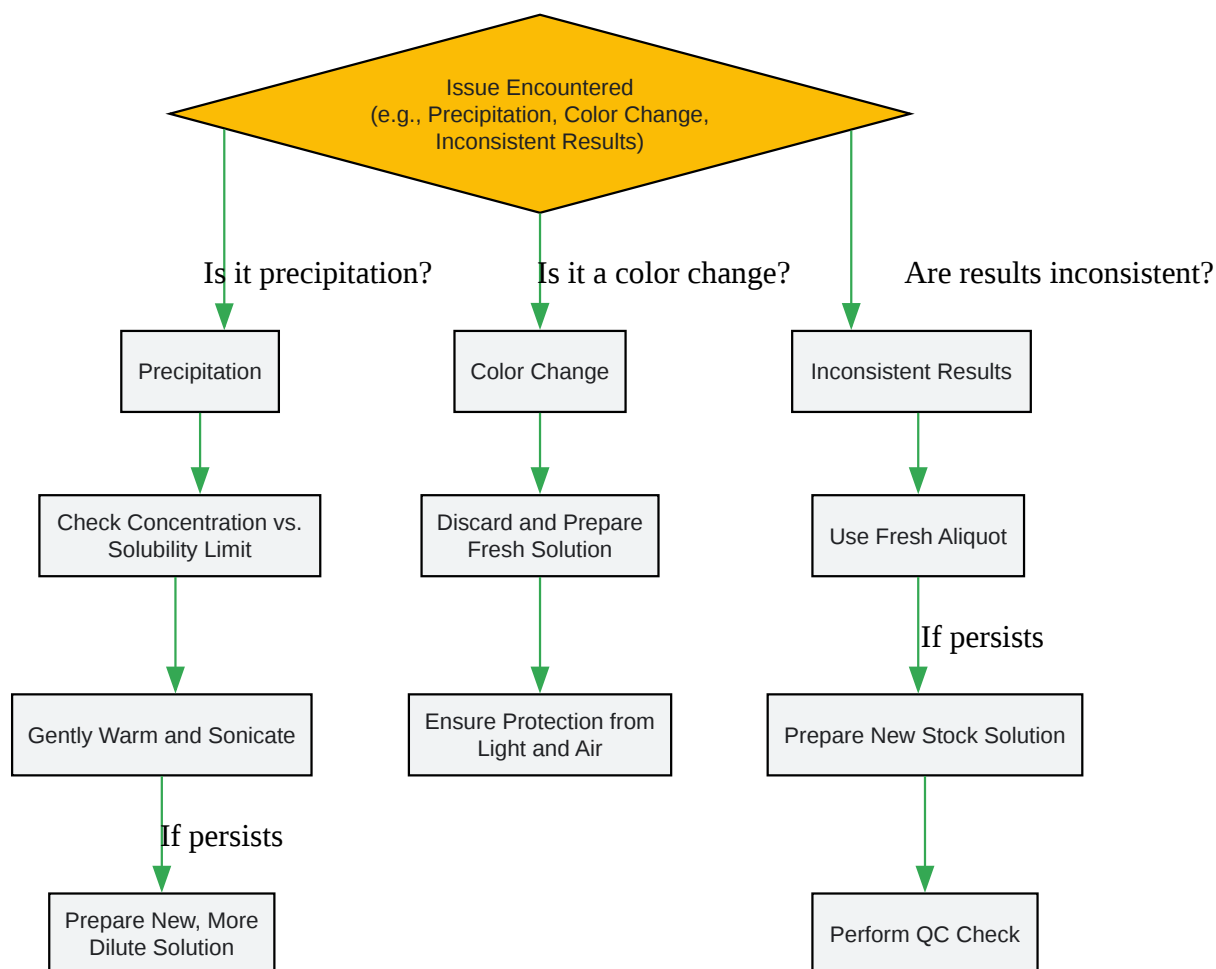 Issue Encountered
(e.g., Precipitation, Color Change,
Inconsistent Results)
Is it precipitation?
Is it a color change?
Are results inconsistent?
Precipitation
Color Change
Inconsistent Results
Check Concentration vs.
Solubility Limit
Discard and Prepare
Fresh Solution
Use Fresh Aliquot
If persists
Gently Warm and Sonicate
Ensure Protection from
Light and Air
Prepare New Stock Solution
If persists
Prepare New, More
Dilute Solution
Perform QC Check